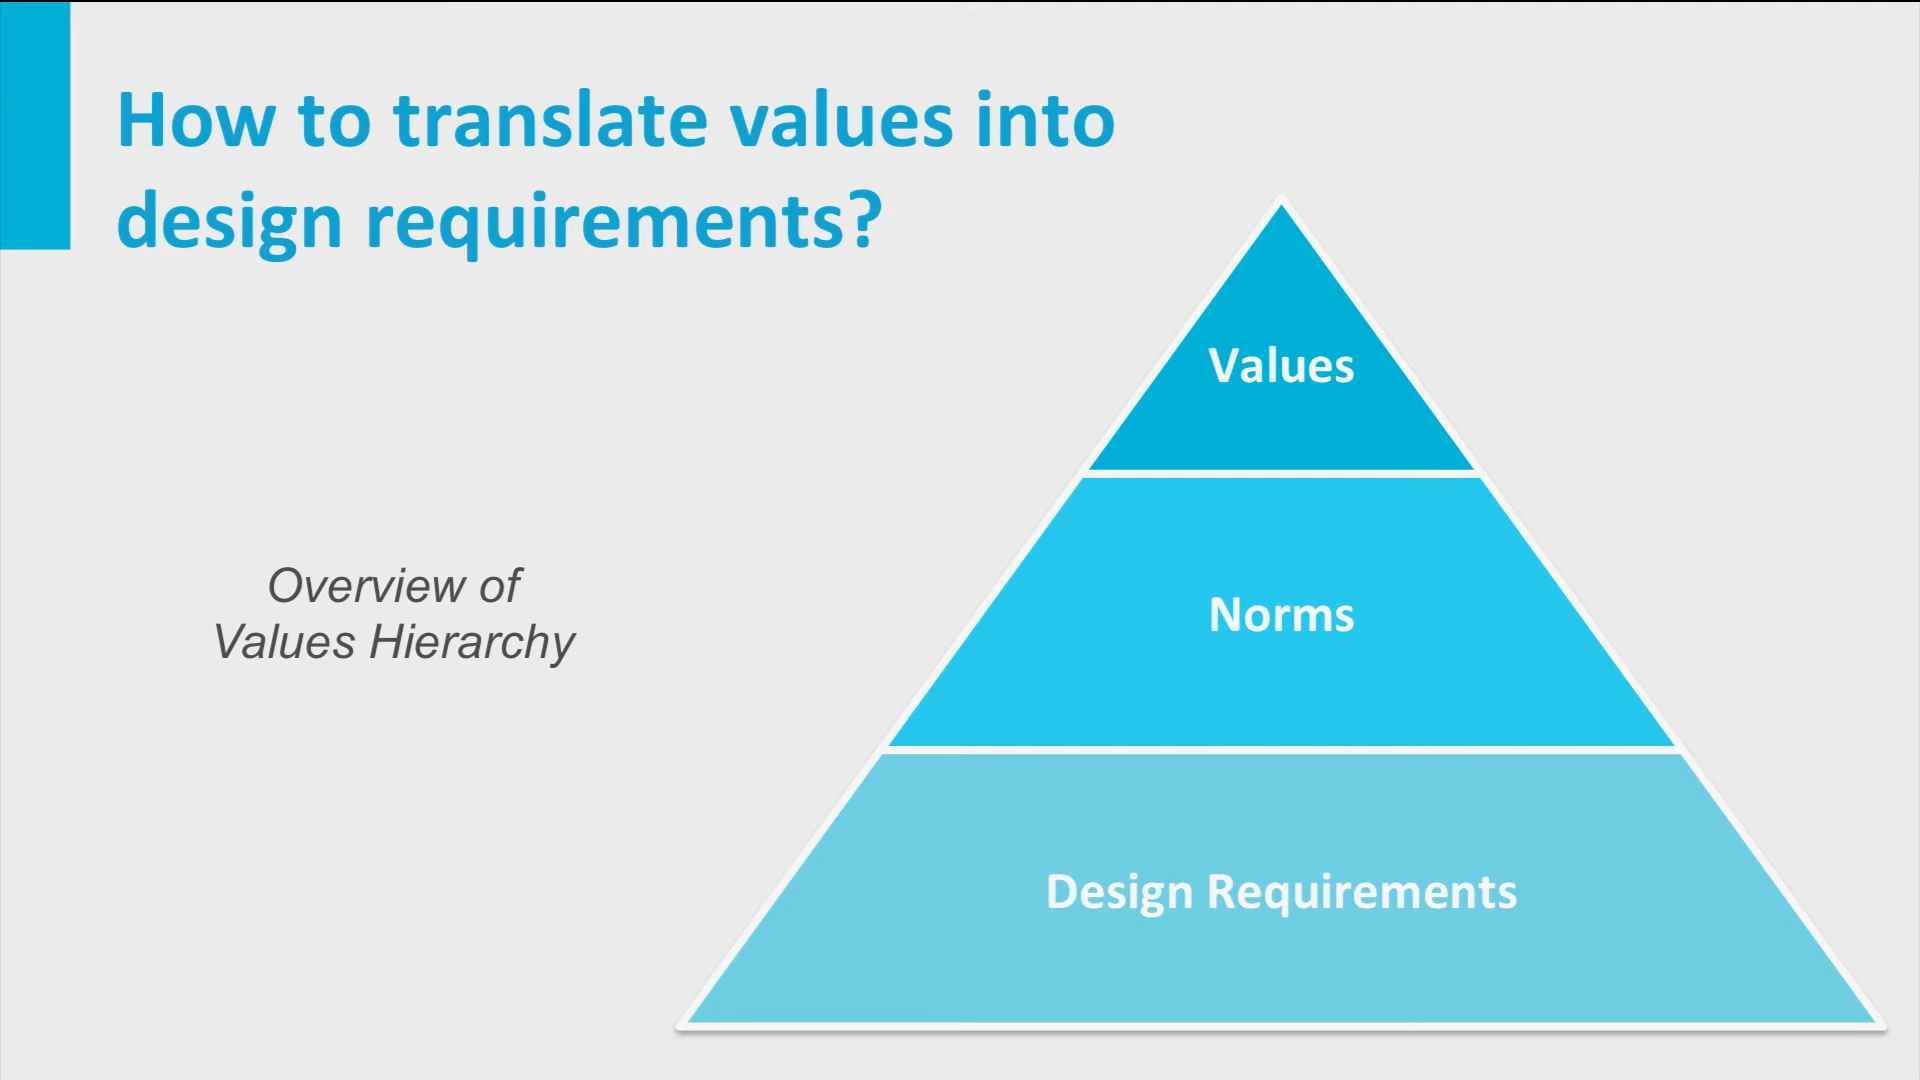 How to translate values into
design requirements?
Values
Norms
Overview of
Values Hierarchy
Design Requirements